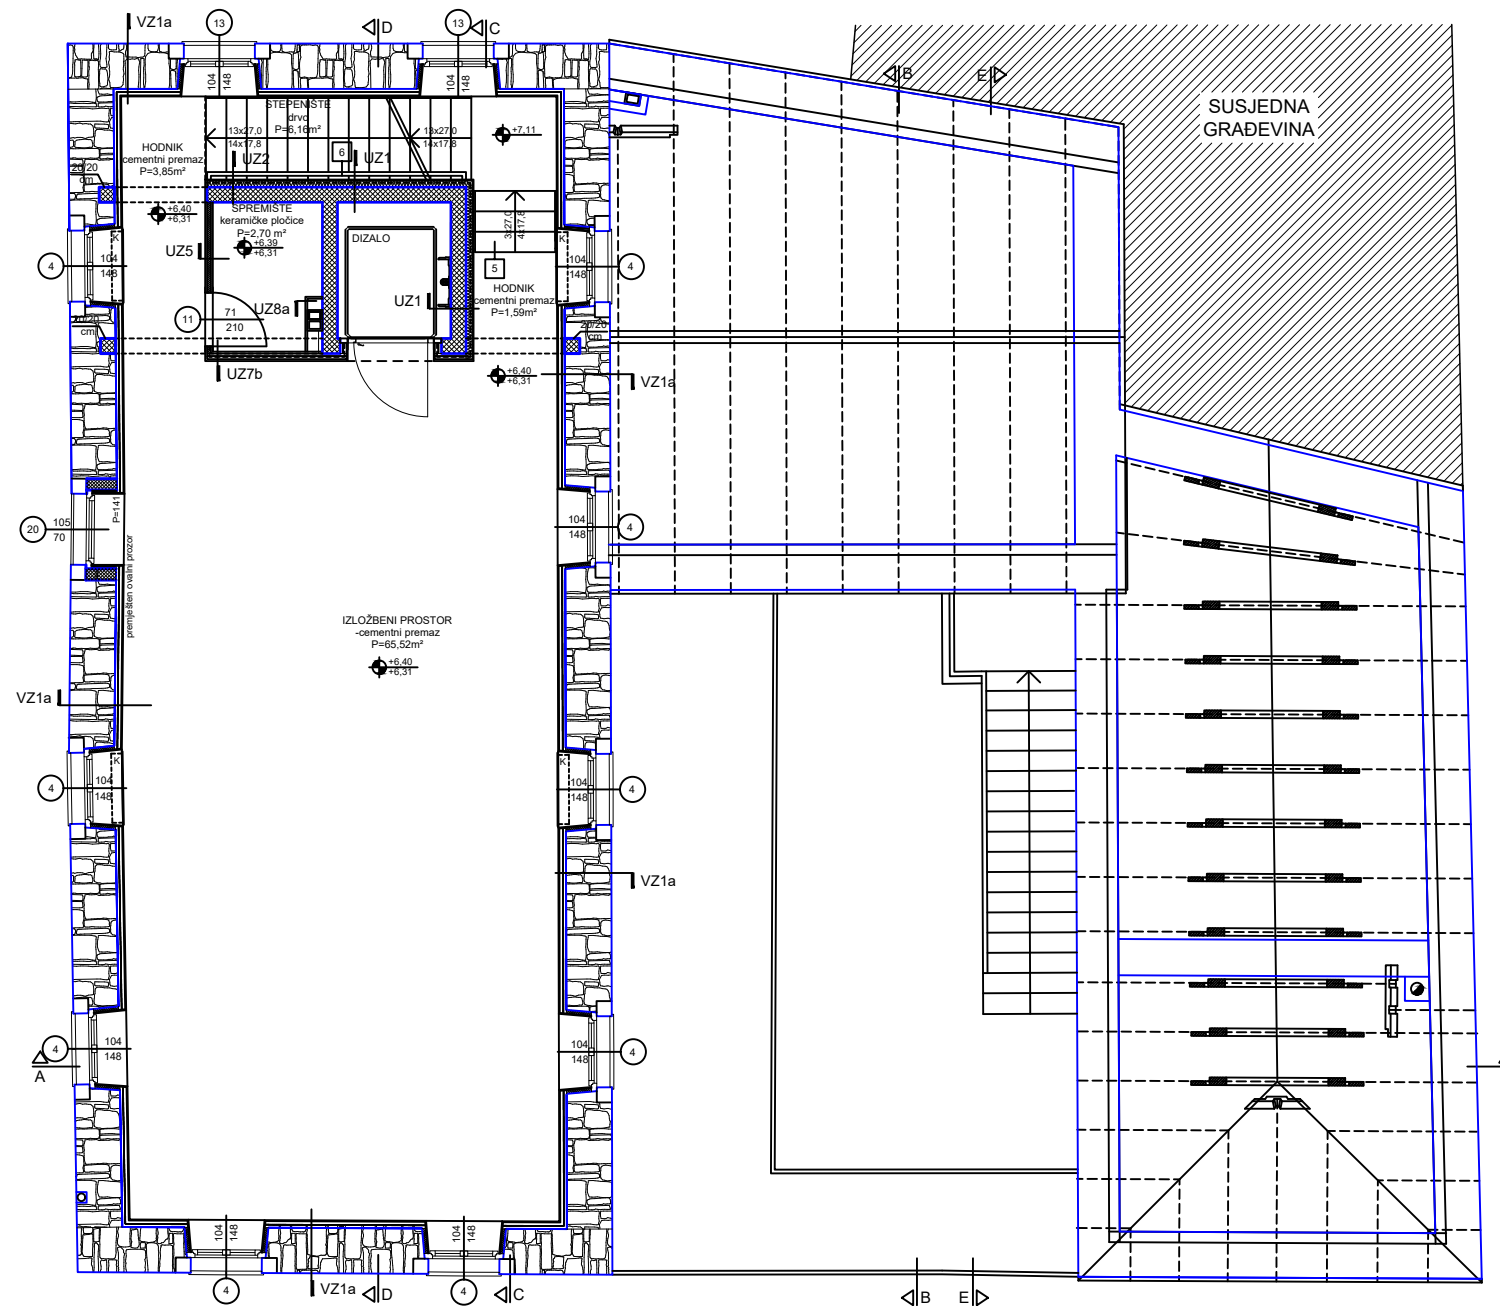 VZ1a
13
D
13
C
B
E
SUSJEDNA
GRAĐEVINA
104
148
104
148
STEPENIŠTE
drvo
P=6,16m²
13x27,0
14x17,8
13x27,0
14x17,8
+7,11
HODNIK
cementni premaz
P=3,85m²
6
UZ2
UZ1
20/20
cm
+6,40
+6,31
SPREMIŠTE
keramičke pločice
P=2,70 m²
+6,39
+6,31
DIZALO
3x27,0
4x17,8
K
K
UZ5
4
104
148
104
148
4
5
HODNIK
cementni premaz
P=1,59m²
UZ8a
UZ1
11
71
210
20/20
cm
20/20
cm
UZ7b
+6,40
+6,31
VZ1a
P=141
20
105
70
104
148
4
premješten ovalni prozor
IZLOŽBENI PROSTOR
-cementni premaz
P=65,52m²
+6,40
+6,31
VZ1a
K
K
4
104
148
104
148
4
VZ1a
4
104
148
104
148
4
A
104
148
104
148
4
VZ1a
D
4
C
B
E